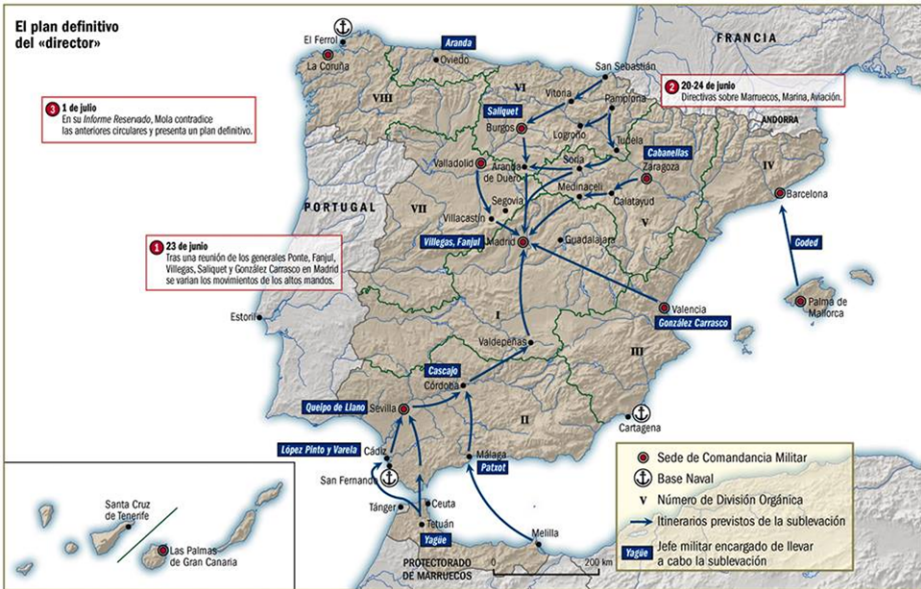 El plan definitivo
del «director»
El Ferrol
La Coruña
Aranda
Oviedo
FRANCIA
San Sebastián
3 1 de julio
En su Informe Reservado, Mola contradice
las anteriores circulares y presenta un plan definitivo.
2 20-24 de junio
Directivas sobre Marruecos, Marina, Aviación.
VIII
VI
Vitoria
Pamplona
Saliquet
Burgos
Logroño
ANDORRA
Tudela
Cabanellas
Zaragoza
IV
Valladolid
Aranda
de Duero
Soria
Medinaceli
Calatayud
Barcelona
PORTUGAL
VII
Segovia
V
Villacastín
Villegas, Fanjul
Madrid
Guadalajara
Goded
1 23 de junio
Tras una reunión de los generales Ponte, Fanjul,
Villegas, Saliquet y González Carrasco en Madrid
se varían los movimientos de los altos mandos.
Estoril
I
Valencia
González Carrasco
Palma de
Mallorca
Valdepeñas
III
Cascajo
Córdoba
Queipo de Llano
Sevilla
II
Cartagena
López Pinto y Varela
Cádiz
San Fernando
Málaga
Patxot
Tánger
Ceuta
Tetuán
Yagüe
Melilla
PROTECTORADO
DE MARRUECOS
0
200 km
Santa Cruz
de Tenerife
Las Palmas
de Gran Canaria
Sede de Comandancia Militar
Base Naval
V Número de División Orgánica
Itinerarios previstos de la sublevación
Yagüe Jefe militar encargado de llevar
a cabo la sublevación